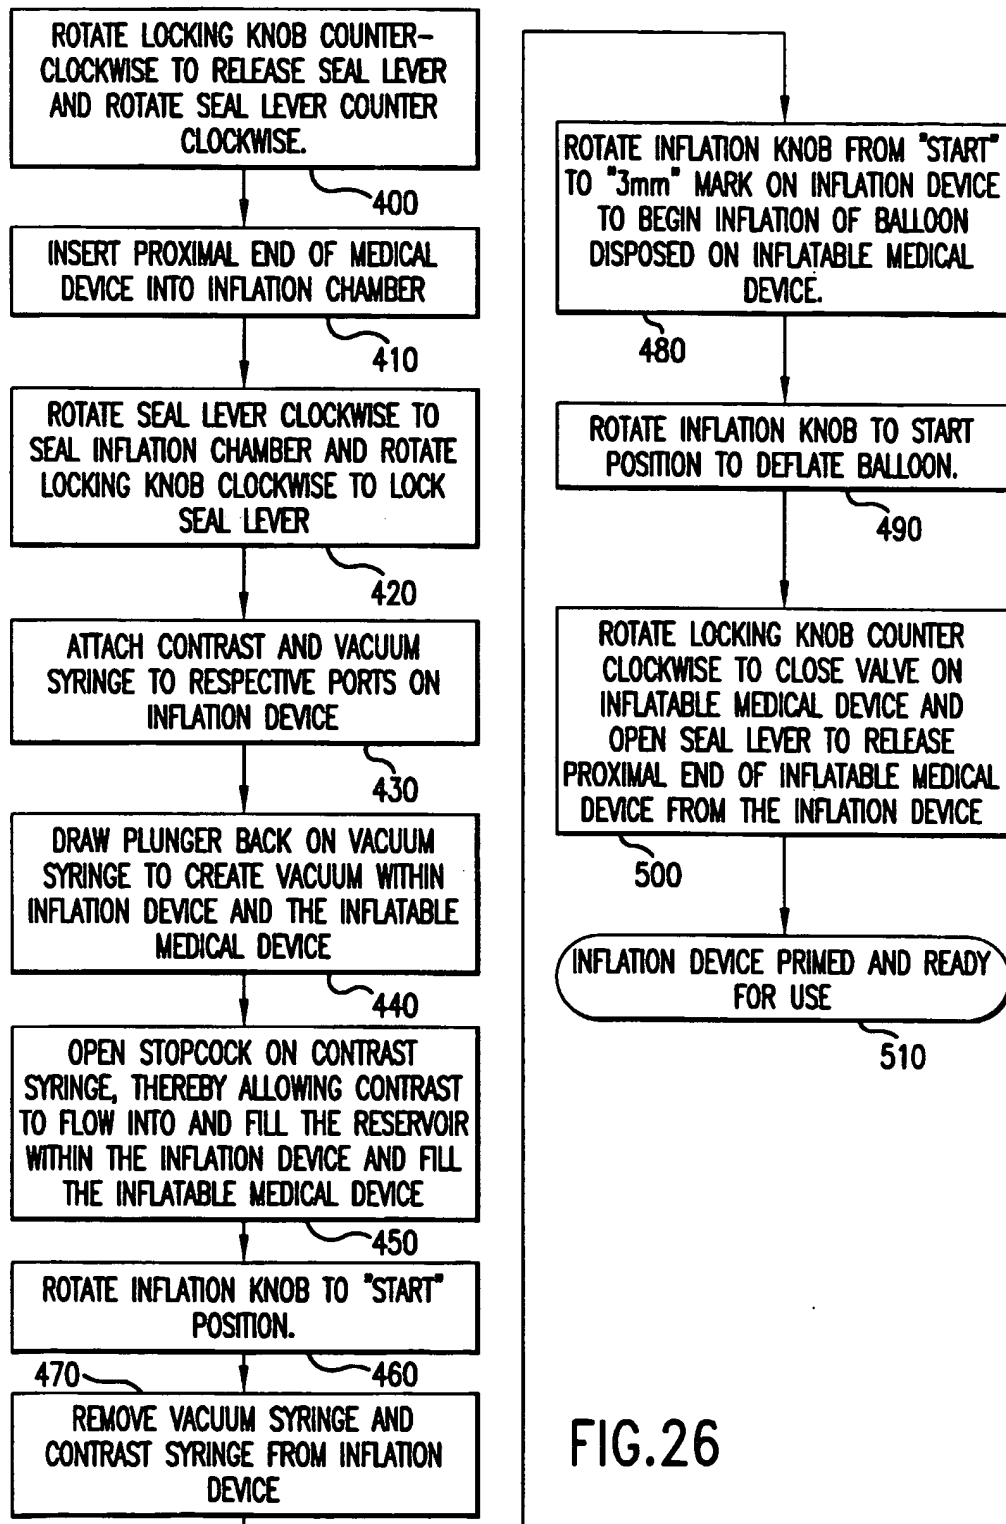 ROTATE LOCKING KNOB COUNTER-
CLOCKWISE TO RELEASE SEAL LEVER
AND ROTATE SEAL LEVER COUNTER
CLOCKWISE.
400
INSERT PROXIMAL END OF MEDICAL
DEVICE INTO INFLATION CHAMBER
410
ROTATE SEAL LEVER CLOCKWISE TO
SEAL INFLATION CHAMBER AND ROTATE
LOCKING KNOB CLOCKWISE TO LOCK
SEAL LEVER
420
ATTACH CONTRAST AND VACUUM
SYRINGE TO RESPECTIVE PORTS ON
INFLATION DEVICE
430
DRAW PLUNGER BACK ON VACUUM
SYRINGE TO CREATE VACUUM WITHIN
INFLATION DEVICE AND THE INFLATABLE
MEDICAL DEVICE
440
OPEN STOPCOCK ON CONTRAST
SYRINGE, THEREBY ALLOWING CONTRAST
TO FLOW INTO AND FILL THE RESERVOIR
WITHIN THE INFLATION DEVICE AND FILL
THE INFLATABLE MEDICAL DEVICE
450
ROTATE INFLATION KNOB TO "START"
POSITION.
460
470
REMOVE VACUUM SYRINGE AND
CONTRAST SYRINGE FROM INFLATION
DEVICE
ROTATE INFLATION KNOB FROM "START"
TO "3mm" MARK ON INFLATION DEVICE
TO BEGIN INFLATION OF BALLOON
DISPOSED ON INFLATABLE MEDICAL
DEVICE.
480
ROTATE INFLATION KNOB TO START
POSITION TO DEFLATE BALLOON.
490
ROTATE LOCKING KNOB COUNTER
CLOCKWISE TO CLOSE VALVE ON
INFLATABLE MEDICAL DEVICE AND
OPEN SEAL LEVER TO RELEASE
PROXIMAL END OF INFLATABLE MEDICAL
DEVICE FROM THE INFLATION DEVICE
500
INFLATION DEVICE PRIMED AND READY
FOR USE
510
FIG.26